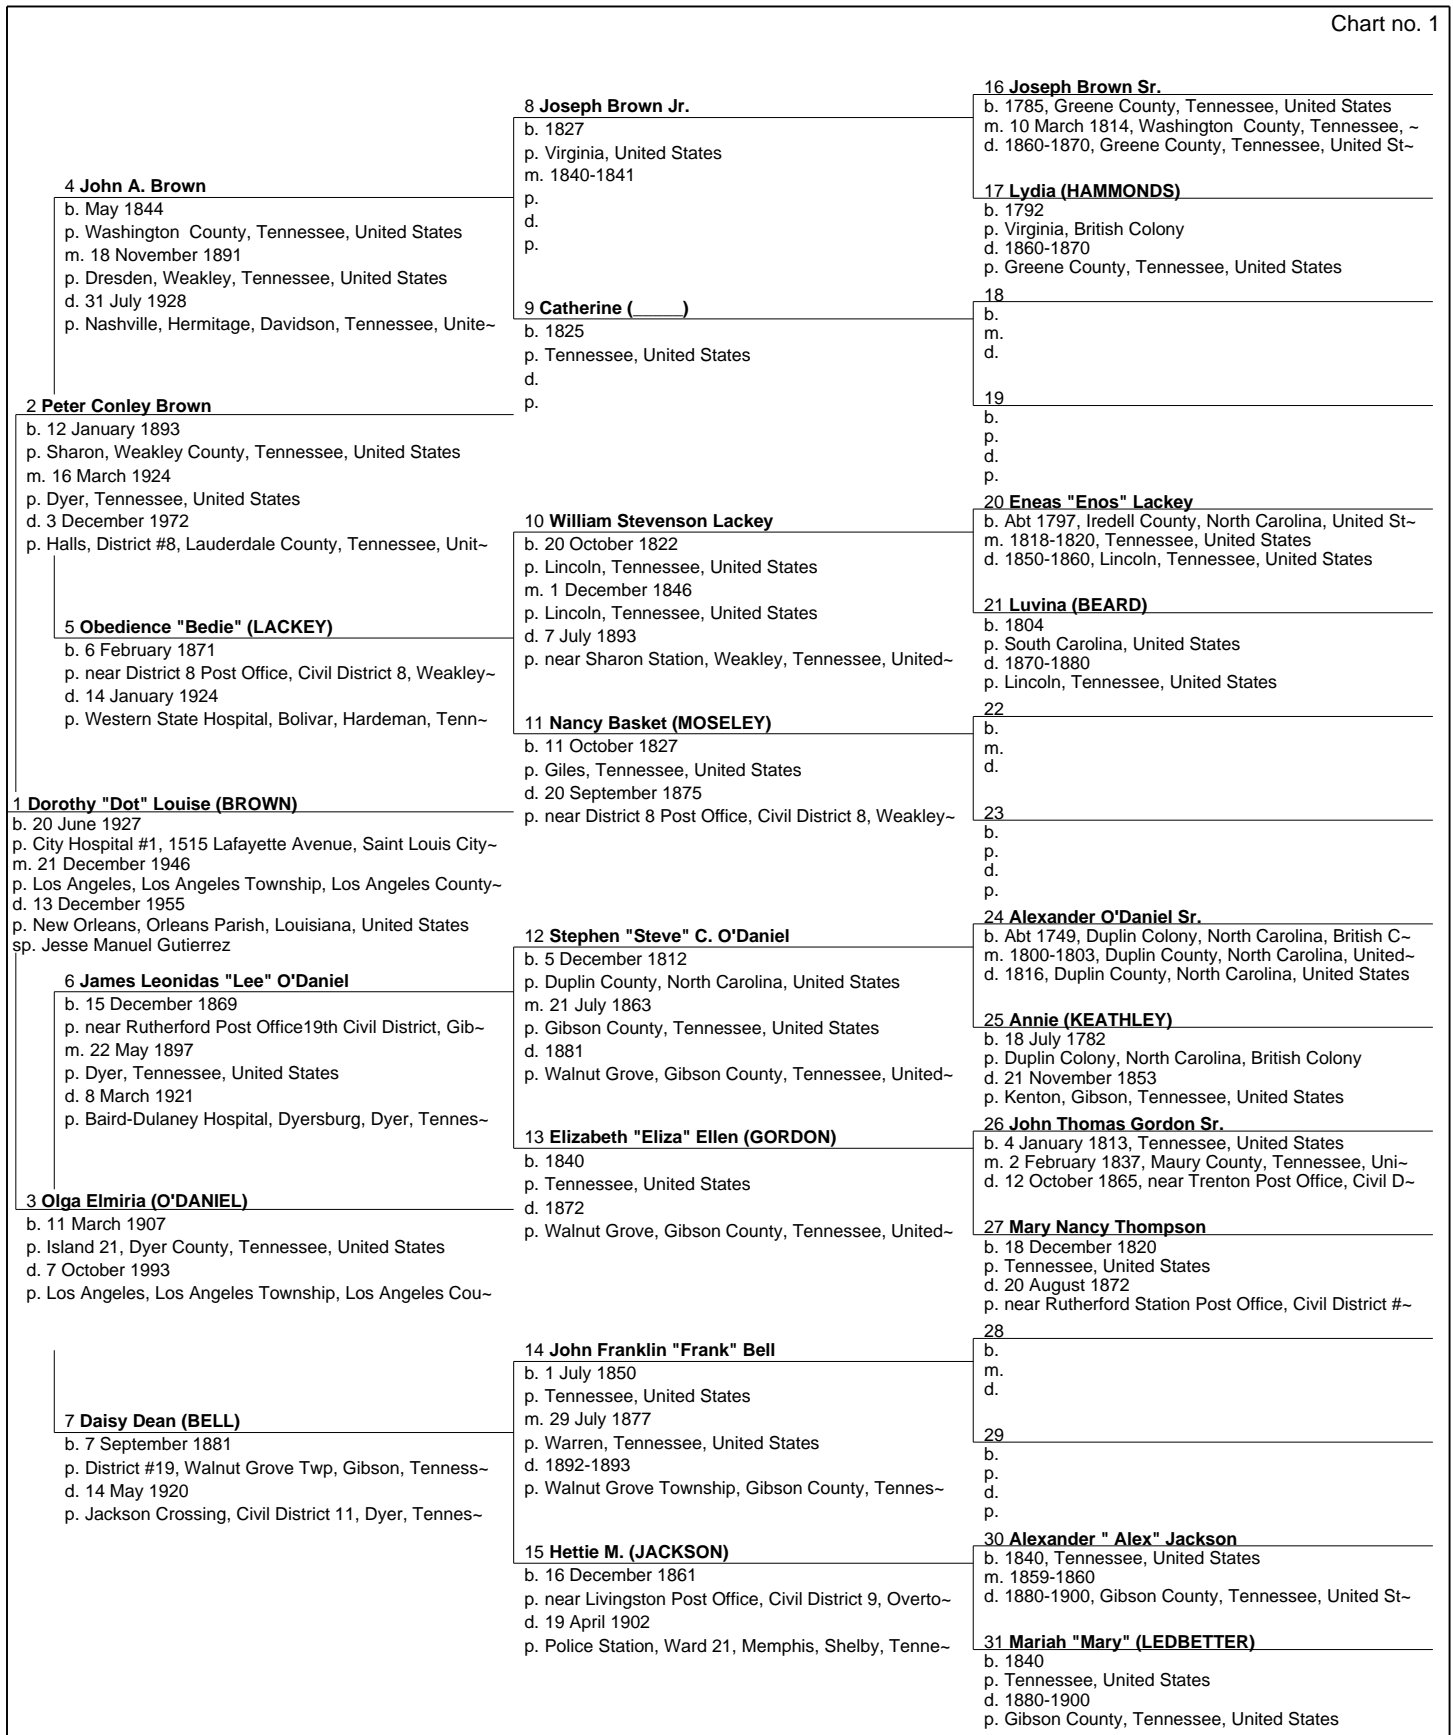 Chart no. 1
16 Joseph Brown Sr.
b. 1785, Greene County, Tennessee, United States
m. 10 March 1814, Washington  County, Tennessee, ~
d. 1860-1870, Greene County, Tennessee, United St~
8 Joseph Brown Jr.
b. 1827
p. Virginia, United States
m. 1840-1841
p.
d.
p.
17 Lydia (HAMMONDS)
b. 1792
p. Virginia, British Colony
d. 1860-1870
p. Greene County, Tennessee, United States
4 John A. Brown
b. May 1844
p. Washington  County, Tennessee, United States
m. 18 November 1891
p. Dresden, Weakley, Tennessee, United States
d. 31 July 1928
p. Nashville, Hermitage, Davidson, Tennessee, Unite~
18
b.
m.
d.
9 Catherine (_____)
b. 1825
p. Tennessee, United States
d.
p.
19
b.
p.
d.
p.
2 Peter Conley Brown
b. 12 January 1893
p. Sharon, Weakley County, Tennessee, United States
m. 16 March 1924
p. Dyer, Tennessee, United States
d. 3 December 1972
p. Halls, District #8, Lauderdale County, Tennessee, Unit~
20 Eneas "Enos" Lackey
b. Abt 1797, Iredell County, North Carolina, United St~
m. 1818-1820, Tennessee, United States
d. 1850-1860, Lincoln, Tennessee, United States
10 William Stevenson Lackey
b. 20 October 1822
p. Lincoln, Tennessee, United States
m. 1 December 1846
p. Lincoln, Tennessee, United States
d. 7 July 1893
p. near Sharon Station, Weakley, Tennessee, United~
21 Luvina (BEARD)
b. 1804
p. South Carolina, United States
d. 1870-1880
p. Lincoln, Tennessee, United States
5 Obedience "Bedie" (LACKEY)
b. 6 February 1871
p. near District 8 Post Office, Civil District 8, Weakley~
d. 14 January 1924
p. Western State Hospital, Bolivar, Hardeman, Tenn~
22
b.
m.
d.
11 Nancy Basket (MOSELEY)
b. 11 October 1827
p. Giles, Tennessee, United States
d. 20 September 1875
p. near District 8 Post Office, Civil District 8, Weakley~
23
b.
p.
d.
p.
1 Dorothy "Dot" Louise (BROWN)
b. 20 June 1927
p. City Hospital #1, 1515 Lafayette Avenue, Saint Louis City~
m. 21 December 1946
p. Los Angeles, Los Angeles Township, Los Angeles County~
d. 13 December 1955
p. New Orleans, Orleans Parish, Louisiana, United States
sp. Jesse Manuel Gutierrez
24 Alexander O'Daniel Sr.
b. Abt 1749, Duplin Colony, North Carolina, British C~
m. 1800-1803, Duplin County, North Carolina, United~
d. 1816, Duplin County, North Carolina, United States
12 Stephen "Steve" C. O'Daniel
b. 5 December 1812
p. Duplin County, North Carolina, United States
m. 21 July 1863
p. Gibson County, Tennessee, United States
d. 1881
p. Walnut Grove, Gibson County, Tennessee, United~
25 Annie (KEATHLEY)
b. 18 July 1782
p. Duplin Colony, North Carolina, British Colony
d. 21 November 1853
p. Kenton, Gibson, Tennessee, United States
6 James Leonidas "Lee" O'Daniel
b. 15 December 1869
p. near Rutherford Post Office19th Civil District, Gib~
m. 22 May 1897
p. Dyer, Tennessee, United States
d. 8 March 1921
p. Baird-Dulaney Hospital, Dyersburg, Dyer, Tennes~
26 John Thomas Gordon Sr.
b. 4 January 1813, Tennessee, United States
m. 2 February 1837, Maury County, Tennessee, Uni~
d. 12 October 1865, near Trenton Post Office, Civil D~
13 Elizabeth "Eliza" Ellen (GORDON)
b. 1840
p. Tennessee, United States
d. 1872
p. Walnut Grove, Gibson County, Tennessee, United~
27 Mary Nancy Thompson
b. 18 December 1820
p. Tennessee, United States
d. 20 August 1872
p. near Rutherford Station Post Office, Civil District #~
3 Olga Elmiria (O'DANIEL)
b. 11 March 1907
p. Island 21, Dyer County, Tennessee, United States
d. 7 October 1993
p. Los Angeles, Los Angeles Township, Los Angeles Cou~
28
b.
m.
d.
14 John Franklin "Frank" Bell
b. 1 July 1850
p. Tennessee, United States
m. 29 July 1877
p. Warren, Tennessee, United States
d. 1892-1893
p. Walnut Grove Township, Gibson County, Tennes~
29
b.
p.
d.
p.
7 Daisy Dean (BELL)
b. 7 September 1881
p. District #19, Walnut Grove Twp, Gibson, Tenness~
d. 14 May 1920
p. Jackson Crossing, Civil District 11, Dyer, Tennes~
30 Alexander " Alex" Jackson
b. 1840, Tennessee, United States
m. 1859-1860
d. 1880-1900, Gibson County, Tennessee, United St~
15 Hettie M. (JACKSON)
b. 16 December 1861
p. near Livingston Post Office, Civil District 9, Overto~
d. 19 April 1902
p. Police Station, Ward 21, Memphis, Shelby, Tenne~
31 Mariah "Mary" (LEDBETTER)
b. 1840
p. Tennessee, United States
d. 1880-1900
p. Gibson County, Tennessee, United States